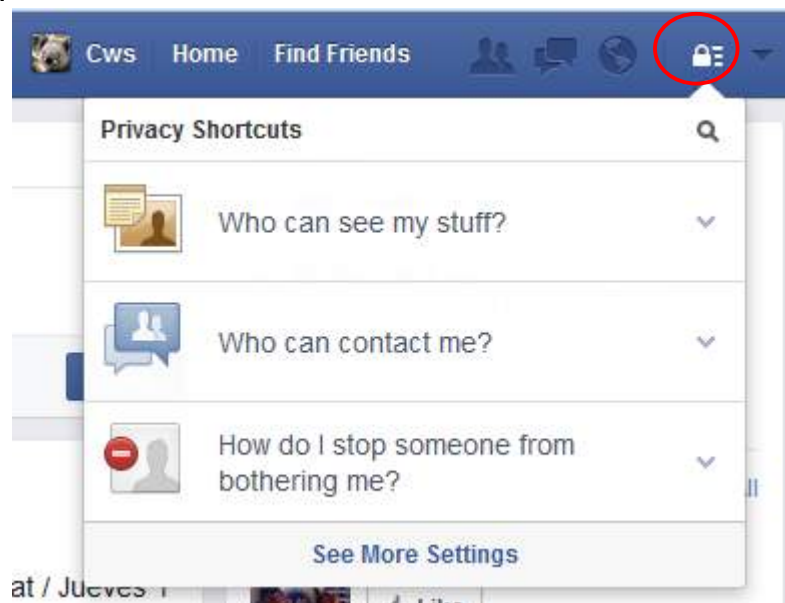 Cws Home Find Friends
Privacy Shortcuts
Who can see my stuff?
Who can contact me?
How do I stop someone from
bothering me?
See More Settings
at / Jueves 1